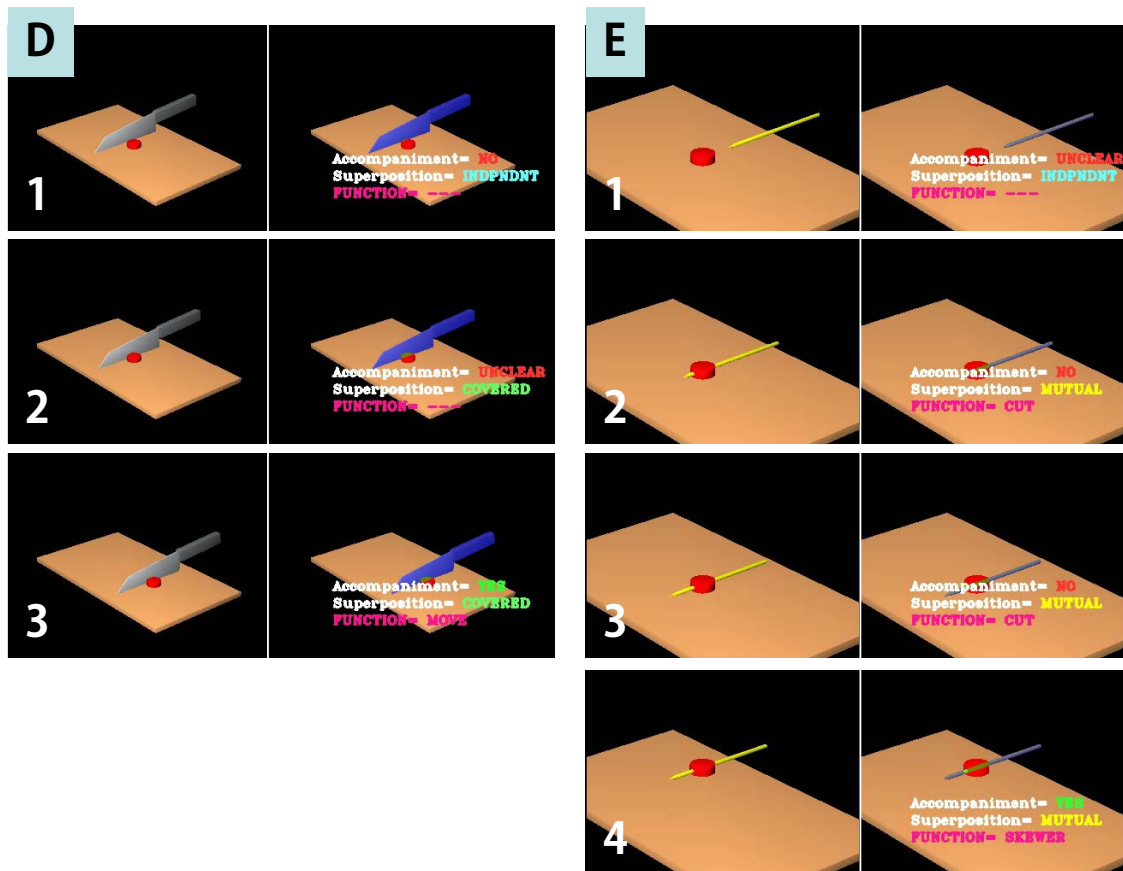 D
1
Accompaniment= NO
Superposition= INDPNDNT
FUNCTION= ---
2
Accompaniment= UNCLEAR
Superposition= COVERED
FUNCTION= ---
3
Accompaniment= YES
Superposition= COVERED
FUNCTION= MOVE
E
1
Accompaniment= UNCLEAR
Superposition= INDPNDNT
FUNCTION= ---
2
Accompaniment= NO
Superposition= MUTUAL
FUNCTION= CUT
3
Accompaniment= NO
Superposition= MUTUAL
FUNCTION= CUT
4
Accompaniment= YES
Superposition= MUTUAL
FUNCTION= SKEWER